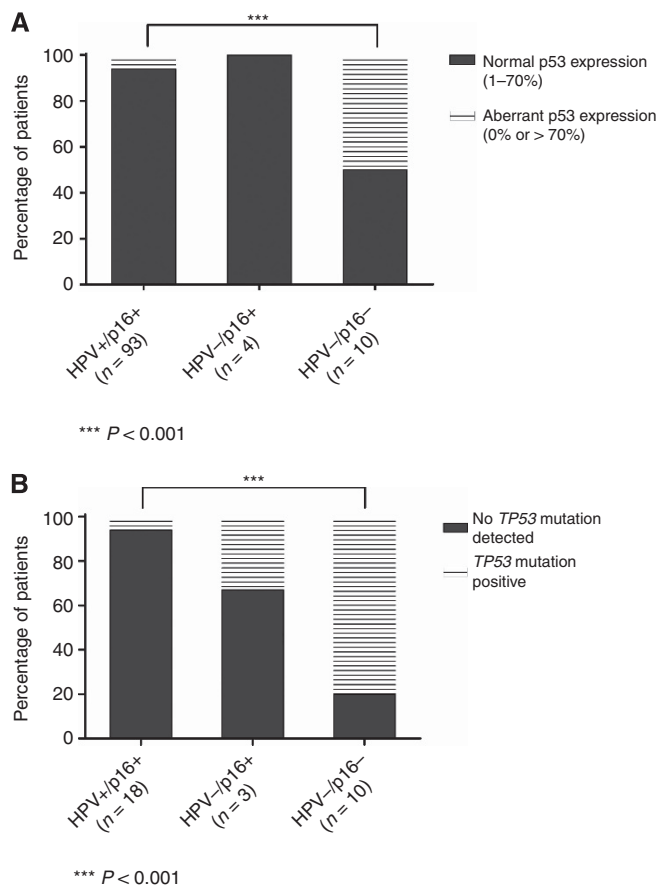 A
***
Percentage of patients
100
80
60
40
20
0
HPV+/p16+
(n = 93)
HPV−/p16+
(n = 4)
HPV−/p16−
(n = 10)
Normal p53 expression
(1–70%)
Aberrant p53 expression
(0% or > 70%)
*** P < 0.001
B
***
Percentage of patients
100
80
60
40
20
0
HPV+/p16+
(n = 18)
HPV−/p16+
(n = 3)
HPV−/p16−
(n = 10)
No TP53 mutation
detected
TP53 mutation
positive
*** P < 0.001